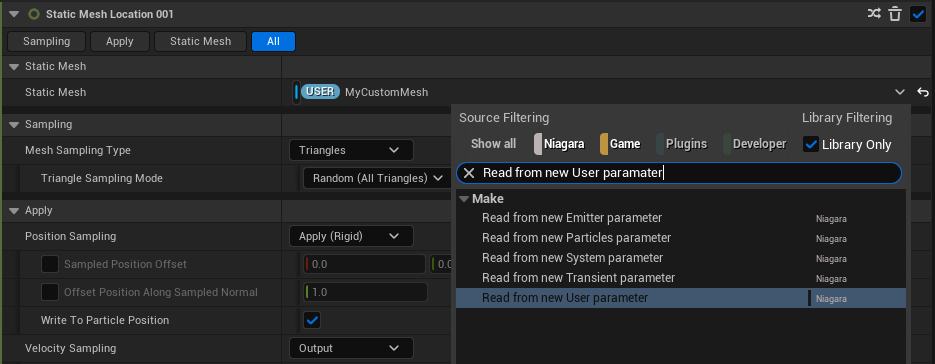 Static Mesh Location 001
Sampling Apply Static Mesh All
Static Mesh
Static Mesh USER MyCustomMesh
Source Filtering Library Filtering
Show all Niagara Game Plugins Developer Library Only
Read from new User paramater
Make
Read from new Emitter parameter Niagara
Read from new Particles parameter Niagara
Read from new System parameter Niagara
Read from new Transient parameter Niagara
Read from new User parameter Niagara
Sampling
Mesh Sampling Type Triangles
Triangle Sampling Mode Random (All Triangles)
Apply
Position Sampling Apply (Rigid)
Sampled Position Offset 0.0 0.0
Offset Position Along Sampled Normal 1.0
Write To Particle Position
Velocity Sampling Output